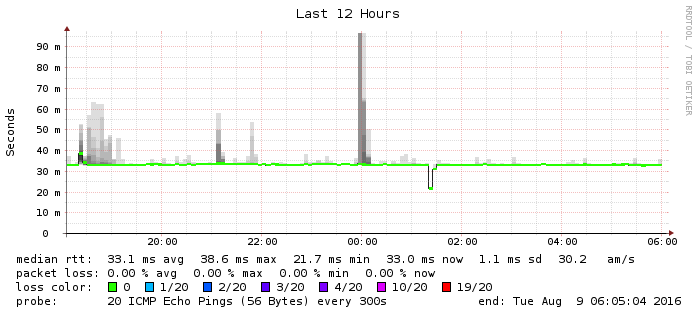 Last 12 Hours
RRDTOOL / TOBI OETIKER
Seconds
90 m
80 m
70 m
60 m
50 m
40 m
30 m
20 m
10 m
0
20:00 22:00 00:00 02:00 04:00 06:00
median rtt: 33.1 ms avg 38.6 ms max 21.7 ms min 33.0 ms now 1.1 ms sd 30.2 am/s
packet loss: 0.00 % avg 0.00 % max 0.00 % min 0.00 % now
loss color: 0 1/20 2/20 3/20 4/20 10/20 19/20
probe: 20 ICMP Echo Pings (56 Bytes) every 300s end: Tue Aug 9 06:05:04 2016